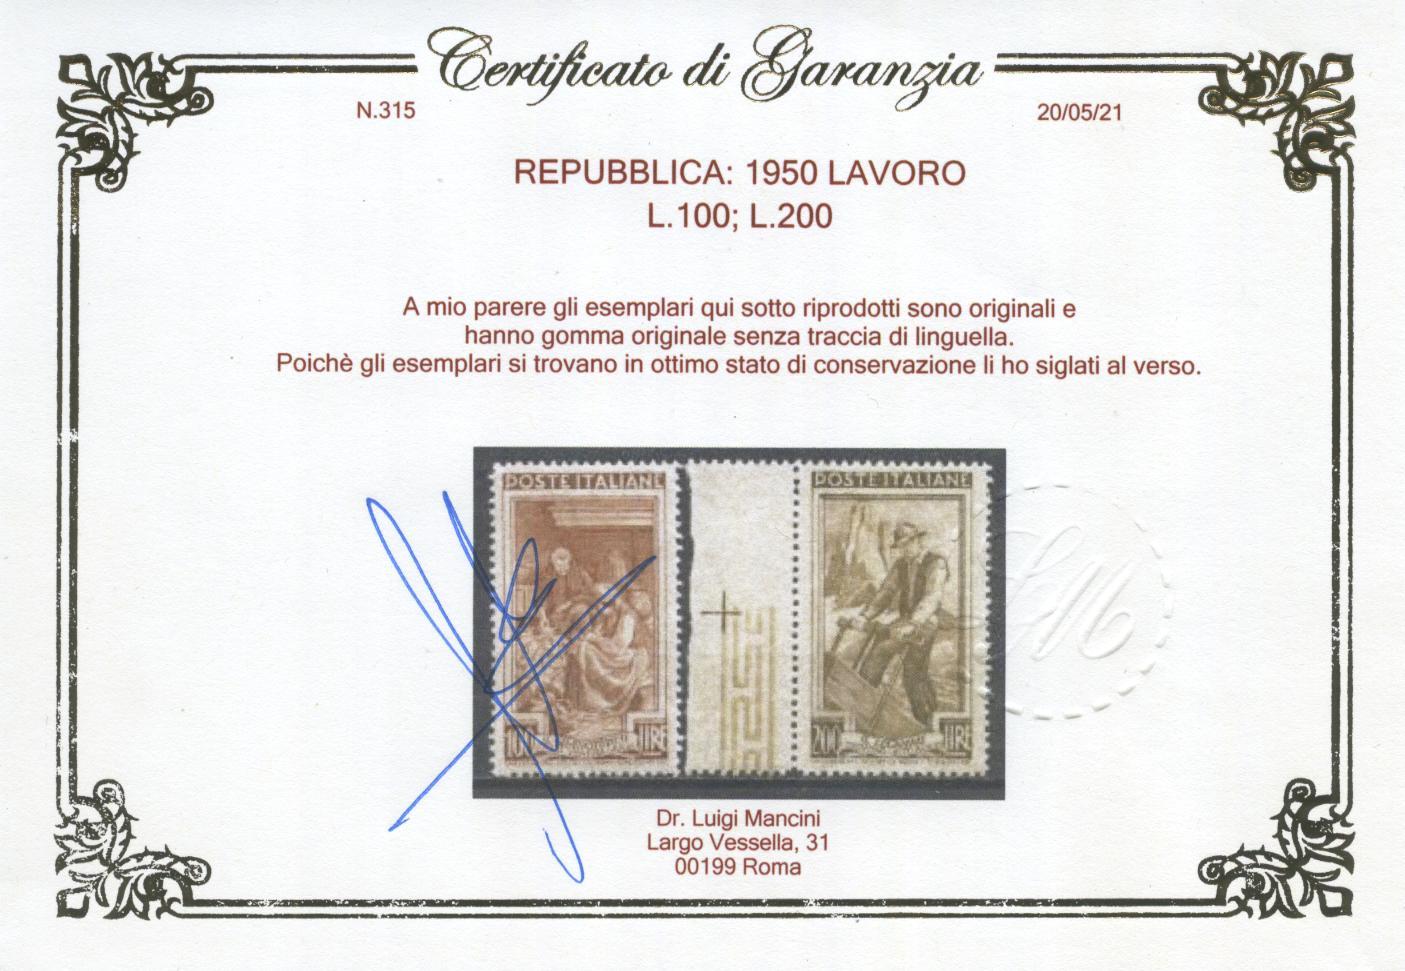 Certificato di Garanzia
N.315 20/05/21
REPUBBLICA: 1950 LAVORO
L.100; L.200
A mio parere gli esemplari qui sotto riprodotti sono originali e
hanno gomma originale senza traccia di linguella.
Poichè gli esemplari si trovano in ottimo stato di conservazione li ho siglati al verso.
POSTE ITALIANE POSTE ITALIANE
100 LIRE 200 LIRE
LM
Dr. Luigi Mancini
Largo Vessella, 31
00199 Roma